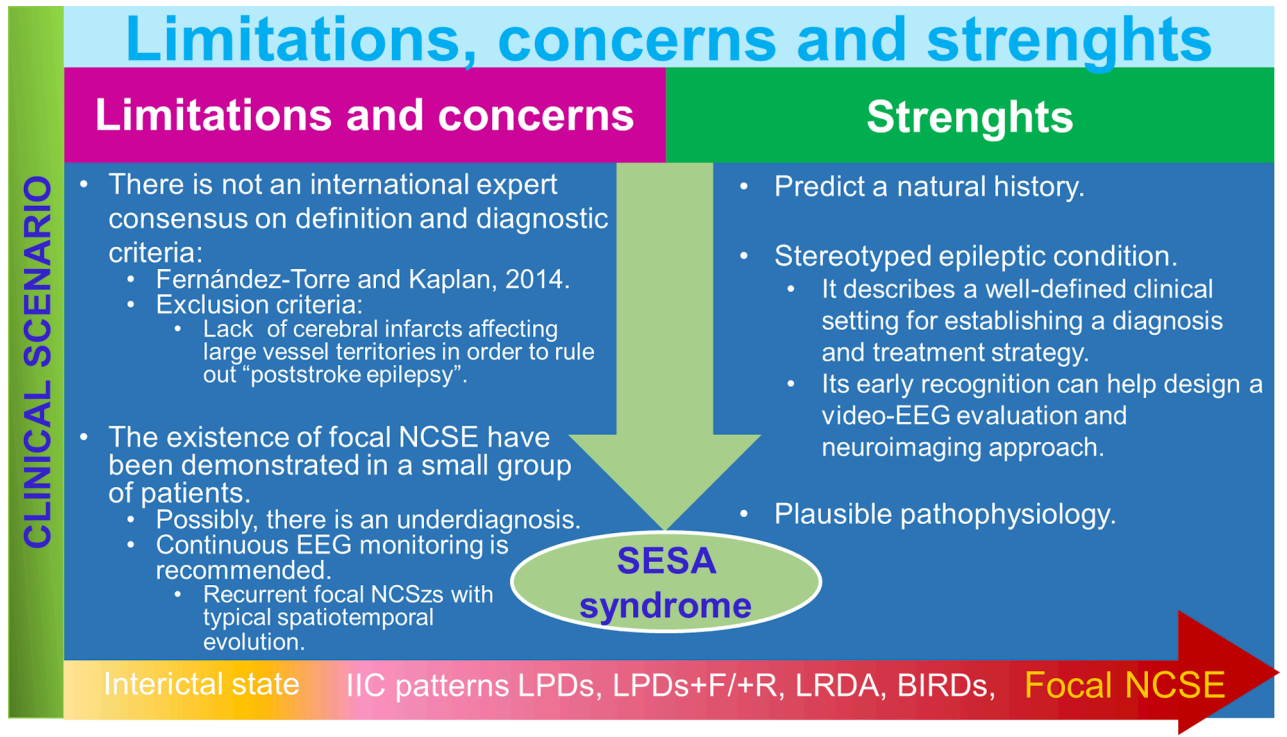 Limitations, concerns and strenghts
CLINICAL SCENARIO
Limitations and concerns
• There is not an international expert
consensus on definition and diagnostic
criteria:
• Fernández-Torre and Kaplan, 2014.
• Exclusion criteria:
• Lack of cerebral infarcts affecting
large vessel territories in order to rule
out “poststroke epilepsy”.
• The existence of focal NCSE have
been demonstrated in a small group
of patients.
• Possibly, there is an underdiagnosis.
• Continuous EEG monitoring is
recommended.
• Recurrent focal NCSzs with
typical spatiotemporal
evolution.
Strenghts
• Predict a natural history.
• Stereotyped epileptic condition.
• It describes a well-defined clinical
setting for establishing a diagnosis
and treatment strategy.
• Its early recognition can help design a
video-EEG evaluation and
neuroimaging approach.
• Plausible pathophysiology.
SESA
syndrome
Interictal state IIC patterns LPDs, LPDs+F/+R, LRDA, BIRDs, Focal NCSE